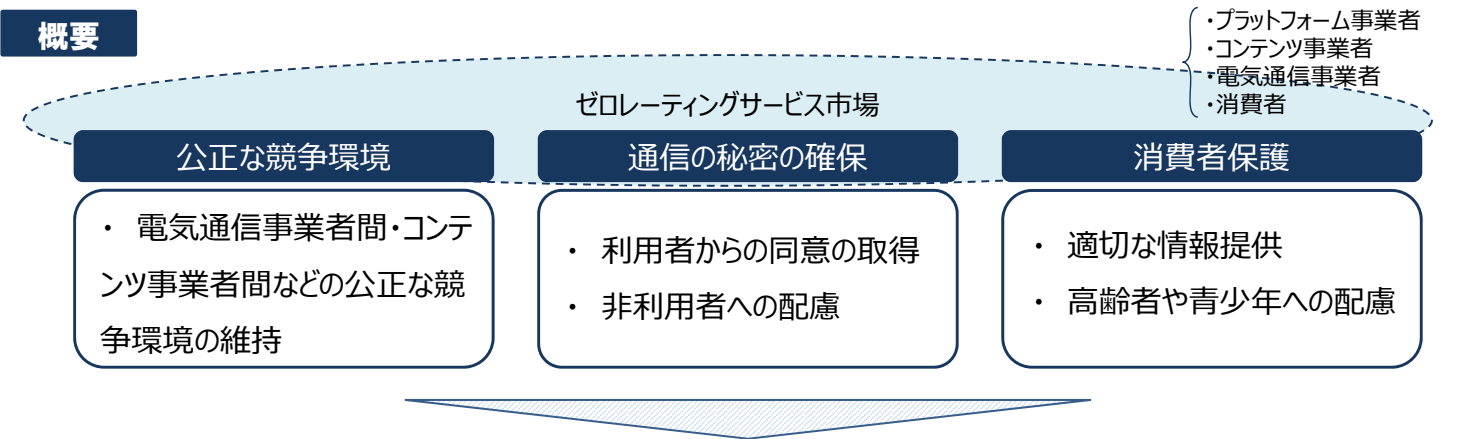 概要
・プラットフォーム事業者
・コンテンツ事業者
・電気通信事業者
・消費者
ゼロレーティングサービス市場
公正な競争環境
・ 電気通信事業者間・コンテ
ンツ事業者間などの公正な競
争環境の維持
通信の秘密の確保
・ 利用者からの同意の取得
・ 非利用者への配慮
消費者保護
・ 適切な情報提供
・ 高齢者や青少年への配慮